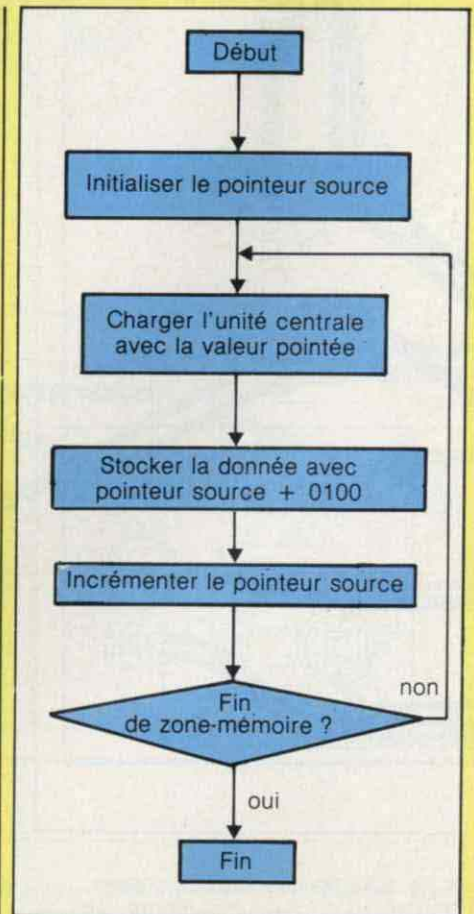 Début
Initialiser le pointeur source
Charger l'unité centrale
avec la valeur pointée
Stocker la donnée avec
pointeur source + 0100
Incrémenter le pointeur source
Fin
de zone-mémoire ?
non
oui
Fin